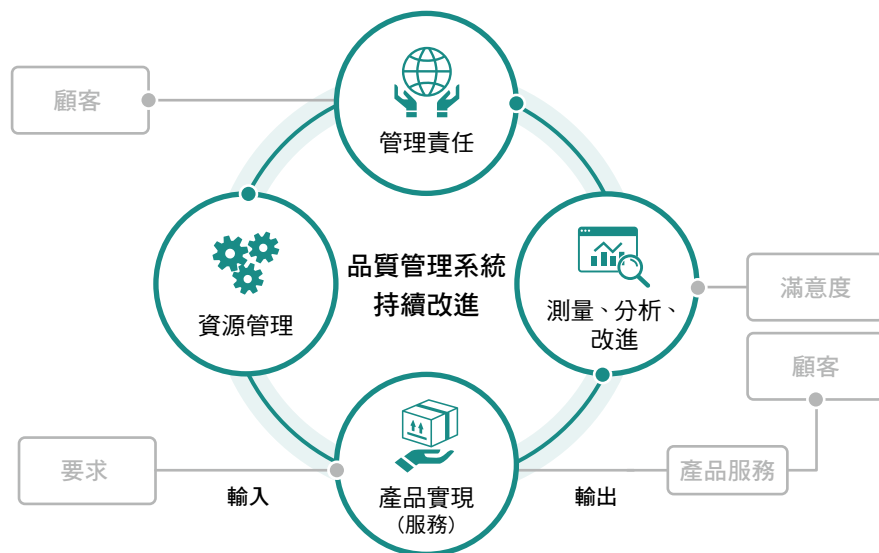 顧客
管理責任
品質管理系統
持續改進
資源管理
測量、分析、
改進
滿意度
顧客
要求
輸入
產品實現
(服務)
輸出
產品服務